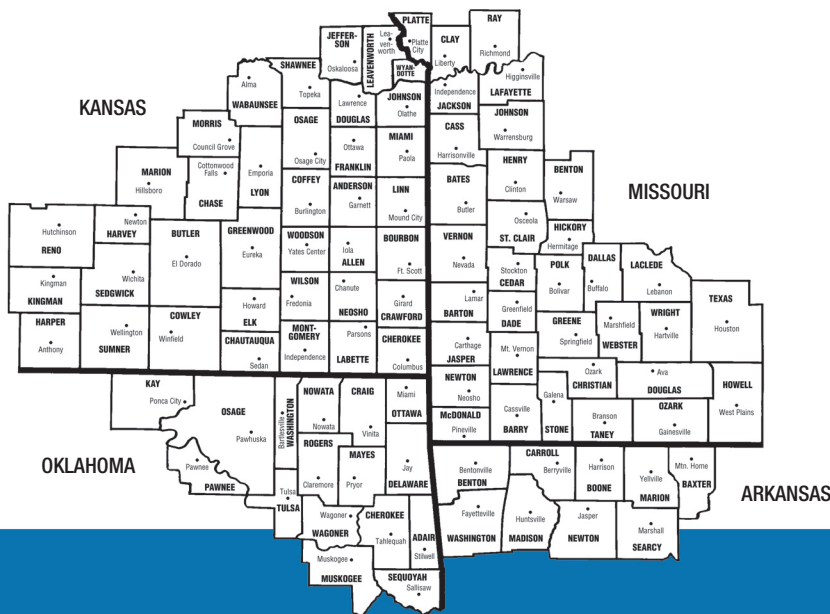 KANSAS
MISSOURI
OKLAHOMA
ARKANSAS
PLATTE
Platte
City
CLAY
Liberty
RAY
Richmond
JEFFER-
SON
Oskaloosa
LEAVENWORTH
Lea-
ven-
worth
WYAN-
DOTTE
SHAWNEE
Topeka
Alma
WABAUNSEE
Lawrence
DOUGLAS
JOHNSON
Olathe
Independence
JACKSON
Higginsville
LAFAYETTE
MORRIS
Council Grove
OSAGE
Osage City
Ottawa
FRANKLIN
MIAMI
Paola
CASS
Harrisonville
JOHNSON
Warrensburg
MARION
Hillsboro
Cottonwood
Falls
CHASE
Emporia
LYON
COFFEY
Burlington
ANDERSON
Garnett
LINN
Mound City
BATES
Butler
HENRY
Clinton
BENTON
Warsaw
Hutchinson
RENO
Newton
HARVEY
BUTLER
El Dorado
GREENWOOD
Eureka
WOODSON
Yates Center
Iola
ALLEN
BOURBON
Ft. Scott
VERNON
Nevada
Osceola
ST. CLAIR
HICKORY
Hermitage
Kingman
KINGMAN
Wichita
SEDGWICK
WILSON
Fredonia
Chanute
NEOSHO
Girard
CRAWFORD
Lamar
BARTON
Stockton
CEDAR
POLK
Bolivar
DALLAS
Buffalo
LACLEDE
Lebanon
HARPER
Anthony
Wellington
SUMNER
COWLEY
Winfield
Howard
ELK
CHAUTAUQUA
Sedan
MONT-
GOMERY
Independence
Parsons
LABETTE
CHEROKEE
Columbus
Carthage
JASPER
Greenfield
DADE
GREENE
Springfield
Marshfield
WEBSTER
WRIGHT
Hartville
TEXAS
Houston
NEWTON
Neosho
Mt. Vernon
LAWRENCE
Ozark
CHRISTIAN
Ava
DOUGLAS
HOWELL
West Plains
McDONALD
Pineville
Cassville
BARRY
Galena
STONE
Branson
TANEY
OZARK
Gainesville
KAY
Ponca City
OSAGE
Pawhuska
Bartlesville
WASHINGTON
NOWATA
Nowata
CRAIG
Vinita
Miami
OTTAWA
Pawnee
PAWNEE
ROGERS
Claremore
MAYES
Pryor
Jay
DELAWARE
Bentonville
BENTON
CARROLL
Berryville
Harrison
BOONE
Yellville
MARION
Mtn. Home
BAXTER
Tulsa
TULSA
Wagoner
WAGONER
CHEROKEE
Tahlequah
ADAIR
Stilwell
Fayetteville
WASHINGTON
Huntsville
MADISON
Jasper
NEWTON
Marshall
SEARCY
Muskogee
MUSKOGEE
SEQUOYAH
Sallisaw